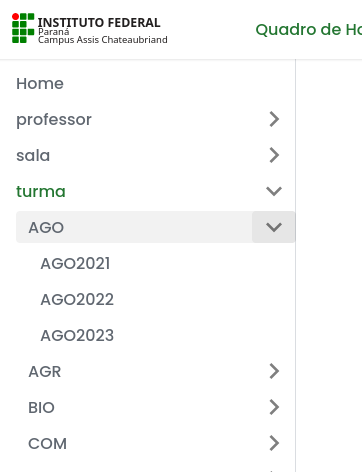 INSTITUTO FEDERAL
Paraná
Campus Assis Chateaubriand
Quadro de Ho
Home
professor
sala
turma
AGO
AGO2021
AGO2022
AGO2023
AGR
BIO
COM